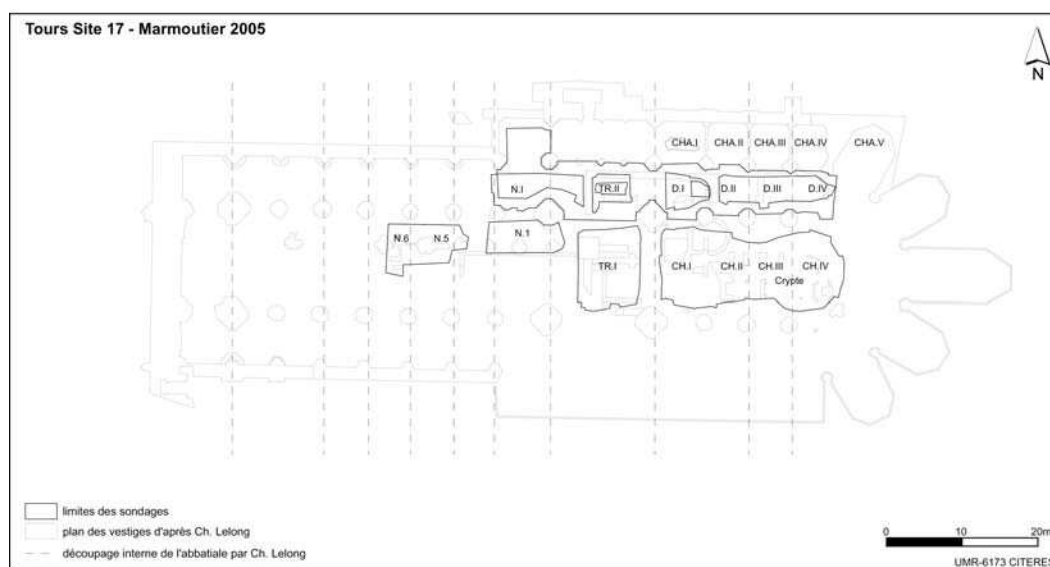 Tours Site 17 - Marmoutier 2005
N
CHA.I CHA.II CHA.III CHA.IV CHA.V
N.I TR.II D.I D.II D.III D.IV
N.6 N.5 N.1
TR.I CH.I CH.II CH.III CH.IV
Crypte
limites des sondages
plan des vestiges d'après Ch. Lelong
découpage interne de l'abbatiale par Ch. Lelong
0 10 20m
UMR-6173 CITERES